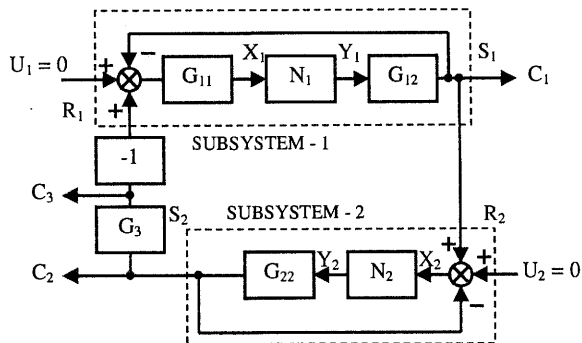 U₁ = 0
+
−
+
R₁
G₁₁
X₁
N₁
Y₁
G₁₂
S₁
C₁
-1
SUBSYSTEM - 1
C₃
G₃
S₂
SUBSYSTEM - 2
R₂
C₂
G₂₂
Y₂
N₂
X₂
+
+
−
U₂ = 0